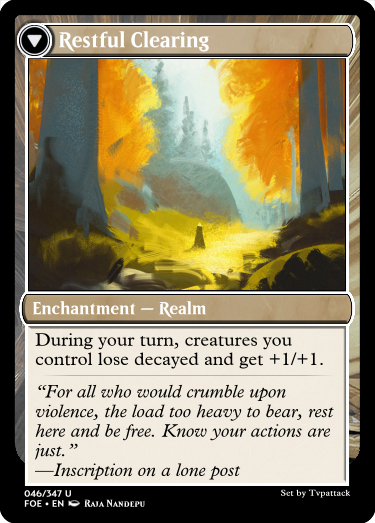 Restful Clearing
Enchantment — Realm
During your turn, creatures you
control lose decayed and get +1/+1.
“For all who would crumble upon
violence, the load too heavy to bear, rest
here and be free. Know your actions are
just.”
—Inscription on a lone post
046/347 U
FOE • EN Raja Nandepu
Set by Tvpattack